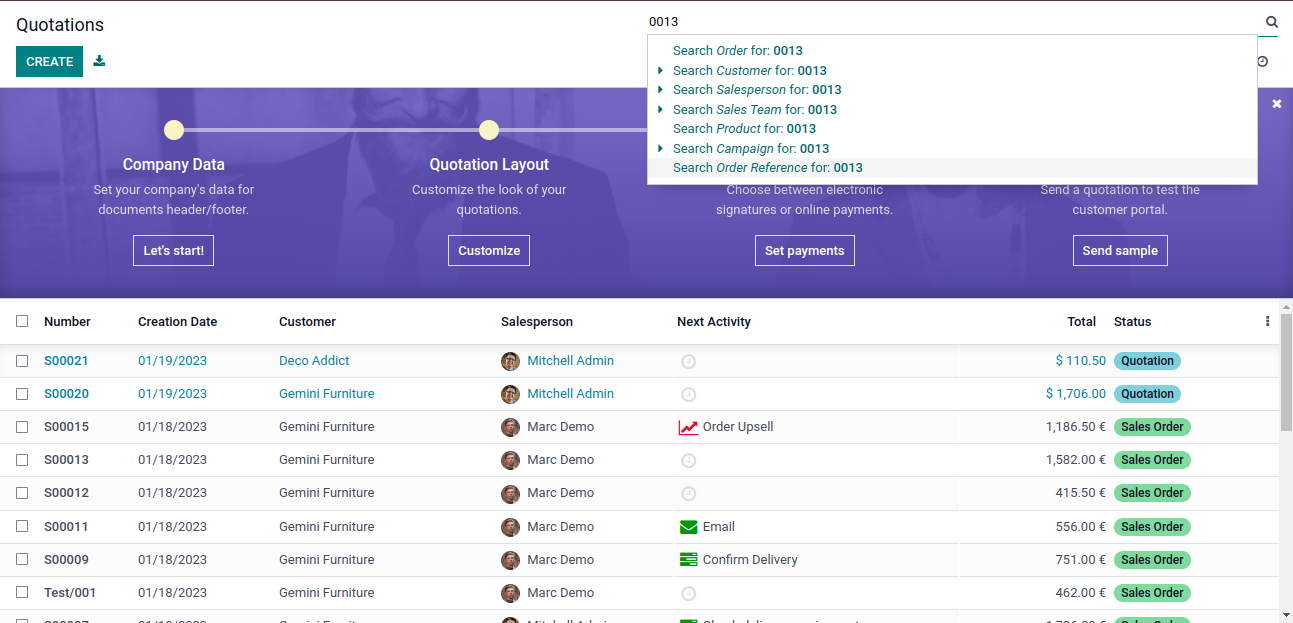 Quotations
0013
CREATE
Search Order for: 0013
Search Customer for: 0013
Search Salesperson for: 0013
Search Sales Team for: 0013
Search Product for: 0013
Search Campaign for: 0013
Search Order Reference for: 0013
Company Data
Set your company's data for
documents header/footer.
Let's start!
Quotation Layout
Customize the look of your
quotations.
Customize
Choose between electronic
signatures or online payments.
Set payments
Send a quotation to test the
customer portal.
Send sample
Number Creation Date Customer Salesperson Next Activity Total Status
S00021 01/19/2023 Deco Addict Mitchell Admin $ 110.50 Quotation
S00020 01/19/2023 Gemini Furniture Mitchell Admin $ 1,706.00 Quotation
S00015 01/18/2023 Gemini Furniture Marc Demo Order Upsell 1,186.50 € Sales Order
S00013 01/18/2023 Gemini Furniture Marc Demo 1,582.00 € Sales Order
S00012 01/18/2023 Gemini Furniture Marc Demo 415.50 € Sales Order
S00011 01/18/2023 Gemini Furniture Marc Demo Email 556.00 € Sales Order
S00009 01/18/2023 Gemini Furniture Marc Demo Confirm Delivery 751.00 € Sales Order
Test/001 01/18/2023 Gemini Furniture Marc Demo 462.00 € Sales Order